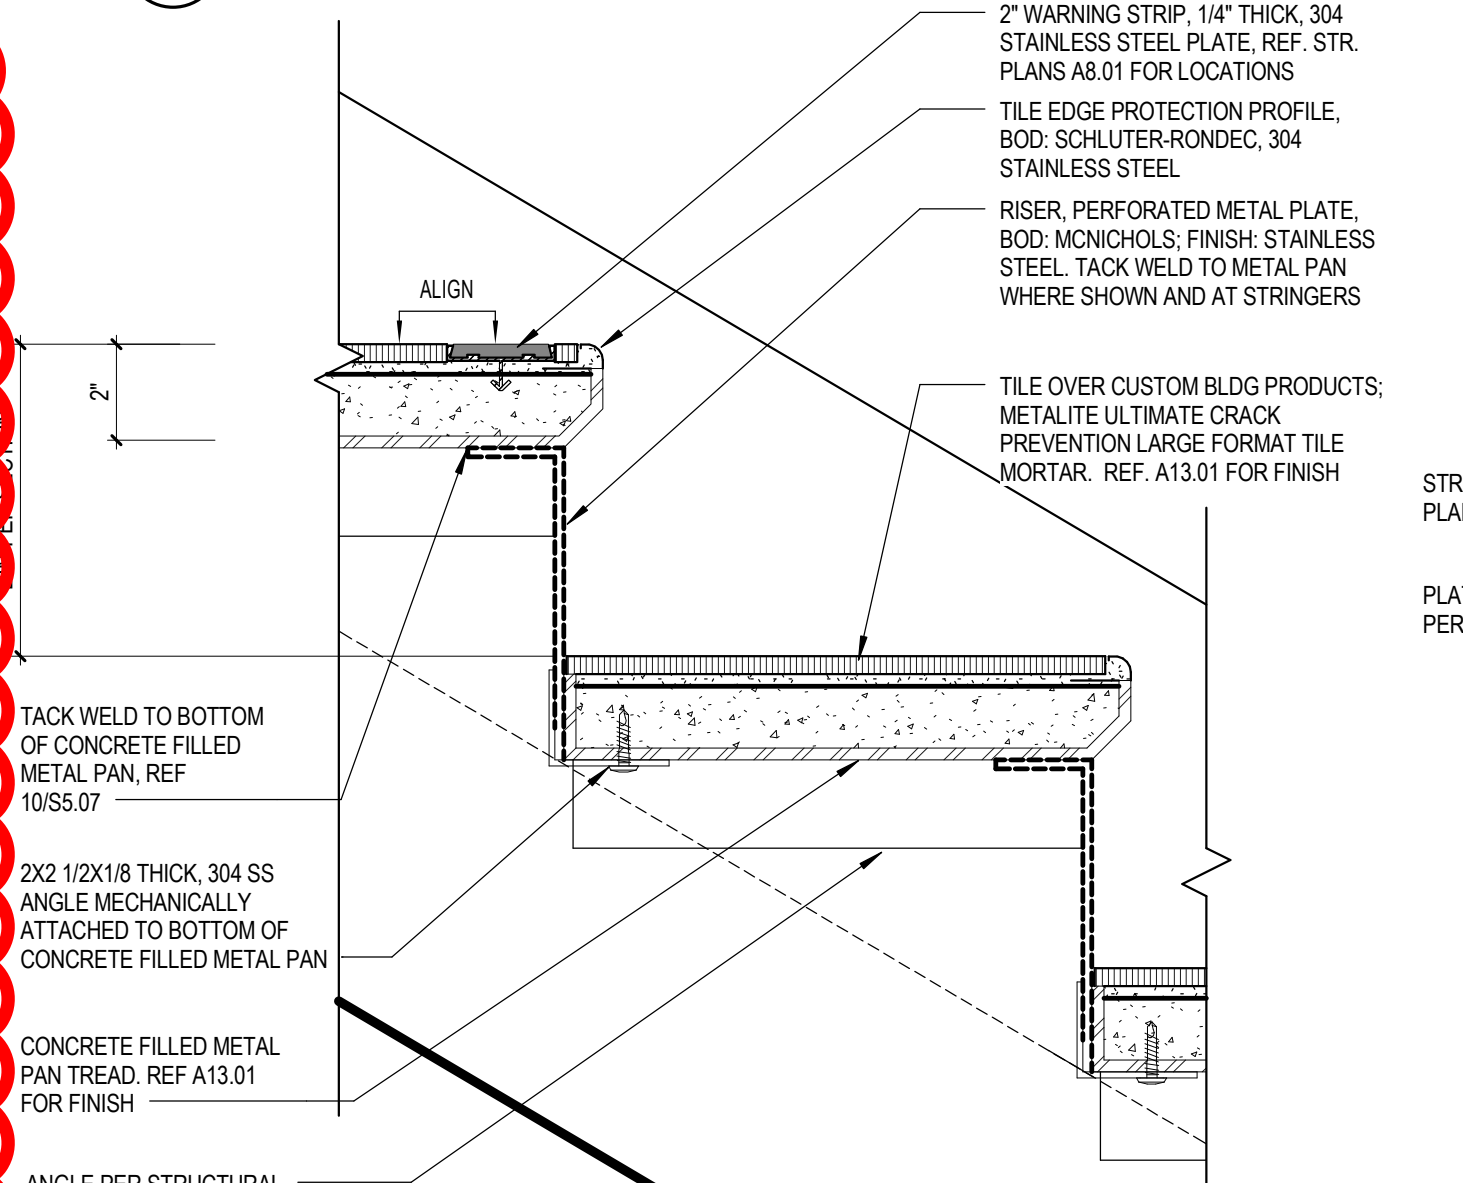 2" WARNING STRIP, 1/4" THICK, 304
STAINLESS STEEL PLATE, REF. STR.
PLANS A8.01 FOR LOCATIONS
TILE EDGE PROTECTION PROFILE,
BOD: SCHLUTER-RONDEC, 304
STAINLESS STEEL
RISER, PERFORATED METAL PLATE,
BOD: MCNICHOLS; FINISH: STAINLESS
STEEL. TACK WELD TO METAL PAN
WHERE SHOWN AND AT STRINGERS
ALIGN
2"
TILE OVER CUSTOM BLDG PRODUCTS;
METALITE ULTIMATE CRACK
PREVENTION LARGE FORMAT TILE
MORTAR. REF. A13.01 FOR FINISH
STR
PLA
PLA
PER
TACK WELD TO BOTTOM
OF CONCRETE FILLED
METAL PAN, REF
10/S5.07
2X2 1/2X1/8 THICK, 304 SS
ANGLE MECHANICALLY
ATTACHED TO BOTTOM OF
CONCRETE FILLED METAL PAN
CONCRETE FILLED METAL
PAN TREAD. REF A13.01
FOR FINISH
ANGLE PER STRUCTURAL